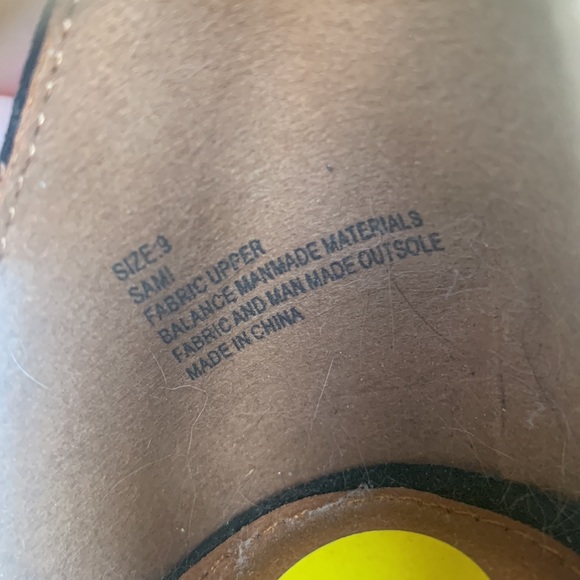 SIZE:9
SAMI
FABRIC UPPER
BALANCE MANMADE MATERIALS
FABRIC AND MAN MADE OUTSOLE
MADE IN CHINA